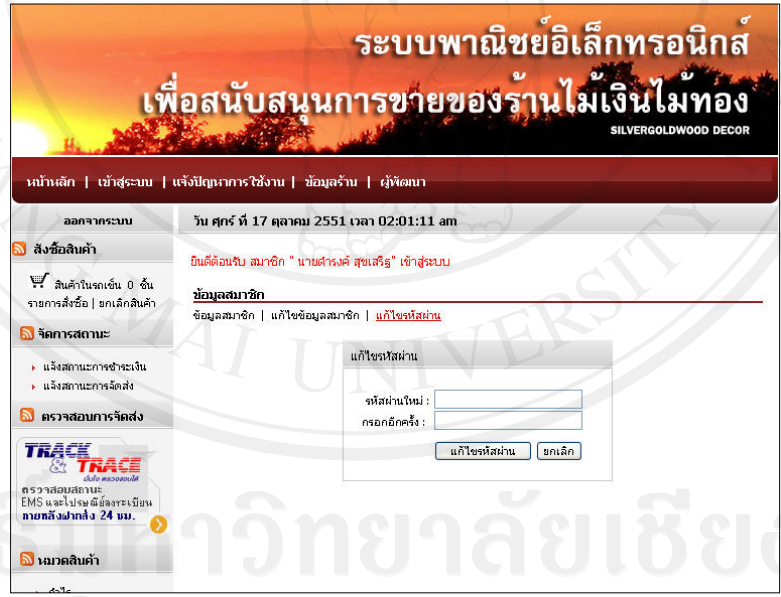 ระบบพาณิชย์อิเล็กทรอนิกส์
เพื่อสนับสนุนการขายของร้านไม้เงินไม้ทอง
SILVERGOLDWOOD DECOR
หน้าหลัก | เข้าสู่ระบบ | แจ้งปัญหาการใช้งาน | ข้อมูลร้าน | ผู้พัฒนา
ออกจากระบบ
วัน ศุกร์ ที่ 17 ตุลาคม 2551 เวลา 02:01:11 am
สั่งซื้อสินค้า
สินค้าในรถเข็น 0 ชิ้น
รายการสั่งซื้อ | ยกเลิกสินค้า
จัดการสถานะ
แจ้งสถานะการชำระเงิน
แจ้งสถานะการจัดส่ง
ตรวจสอบการจัดส่ง
TRACK
& TRACE
มั่นใจ ตรวจสอบได้
ตรวจสอบสถานะ
EMS และไปรษณีย์ลงทะเบียน
ภายหลังฝากส่ง 24 ชม.
หมวดสินค้า
กำไร
ยินดีต้อนรับ สมาชิก " นายดำรงค์ สุขเสริฐ" เข้าสู่ระบบ
ข้อมูลสมาชิก
ข้อมูลสมาชิก | แก้ไขข้อมูลสมาชิก | แก้ไขรหัสผ่าน
แก้ไขรหัสผ่าน
รหัสผ่านใหม่ :
กรอกอีกครั้ง :
แก้ไขรหัสผ่าน ยกเลิก